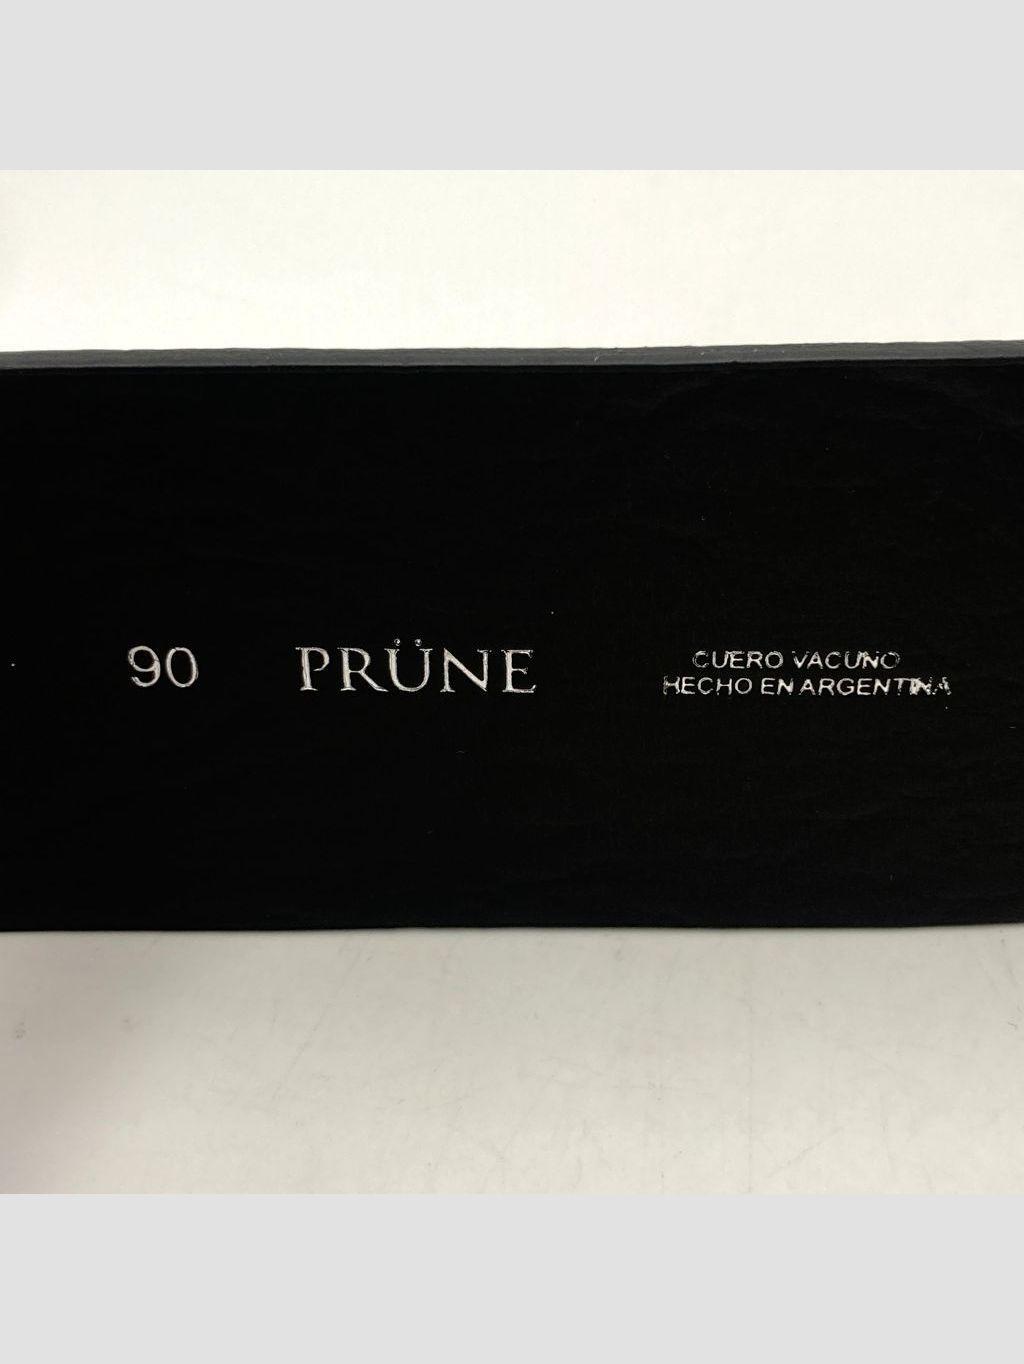 90 PRÜNE
CUERO VACUNO
HECHO EN ARGENTINA